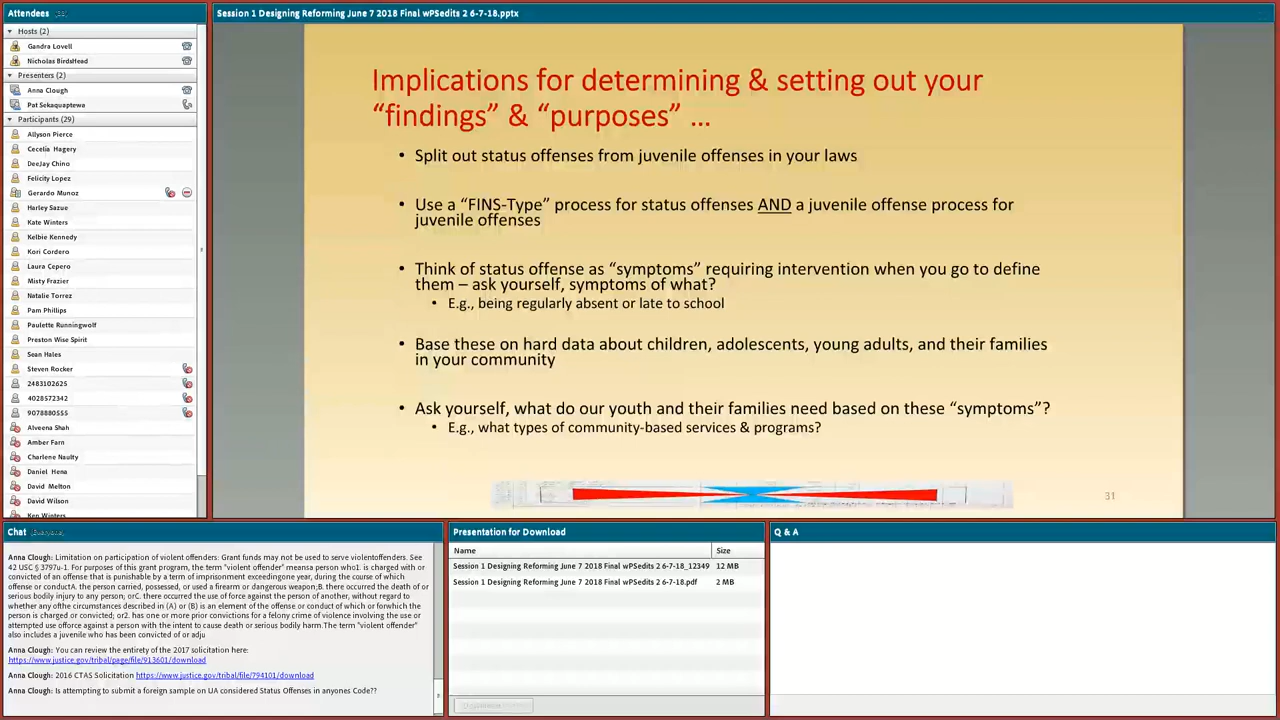 Attendees
Session 1 Designing Reforming June 7 2018 Final wPSedits 2 6-7-18.pptx
Hosts (2)
Gandra Lovell
Nicholas BirdsHead
Presenters (2)
Anna Clough
Pat Sekaquaptewa
Participants (29)
Allyson Pierce
Cecelia Hagery
DeeJay Chino
Felicity Lopez
Gerardo Munoz
Harley Sazue
Kate Winters
Kelbie Kennedy
Kori Cordero
Laura Cepero
Misty Frazier
Natalie Torrez
Pam Phillips
Paulette Runningwolf
Preston Wise Spirit
Sean Hales
Steven Rocker
2483102625
4028572342
9078880555
Alveena Shah
Amber Farn
Charlene Naulty
Daniel Hena
David Melton
David Wilson
Ken Winters
Implications for determining & setting out your
“findings” & “purposes” ...
• Split out status offenses from juvenile offenses in your laws
• Use a “FINS-Type” process for status offenses AND a juvenile offense process for
juvenile offenses
• Think of status offense as “symptoms” requiring intervention when you go to define
them – ask yourself, symptoms of what?
• E.g., being regularly absent or late to school
• Base these on hard data about children, adolescents, young adults, and their families
in your community
• Ask yourself, what do our youth and their families need based on these “symptoms”?
• E.g., what types of community-based services & programs?
31
Chat (Everyone)
Anna Clough: Limitation on participation of violent offenders: Grant funds may not be used to serve violentoffenders. See
42 USC § 3797u-1. For purposes of this grant program, the term "violent offender" meansa person who1. is charged with or
convicted of an offense that is punishable by a term of imprisonment exceedingone year, during the course of which
offense or conductA. the person carried, possessed, or used a firearm or dangerous weapon;B. there occurred the death of or
serious bodily injury to any person; orC. there occurred the use of force against the person of another, without regard to
whether any ofthe circumstances described in (A) or (B) is an element of the offense or conduct of which or forwhich the
person is charged or convicted; or2. has one or more prior convictions for a felony crime of violence involving the use or
attempted use offorce against a person with the intent to cause death or serious bodily harm.The term "violent offender"
also includes a juvenile who has been convicted of or adju
Anna Clough: You can review the entirety of the 2017 solicitation here:
https://www.justice.gov/tribal/page/file/913601/download
Anna Clough: 2016 CTAS Solicitation https://www.justice.gov/tribal/file/794101/download
Anna Clough: Is attempting to submit a foreign sample on UA considered Status Offenses in anyones Code??
Presentation for Download
Name Size
Session 1 Designing Reforming June 7 2018 Final wPSedits 2 6-7-18_12349 12 MB
Session 1 Designing Reforming June 7 2018 Final wPSedits 2 6-7-18.pdf 2 MB
Q & A